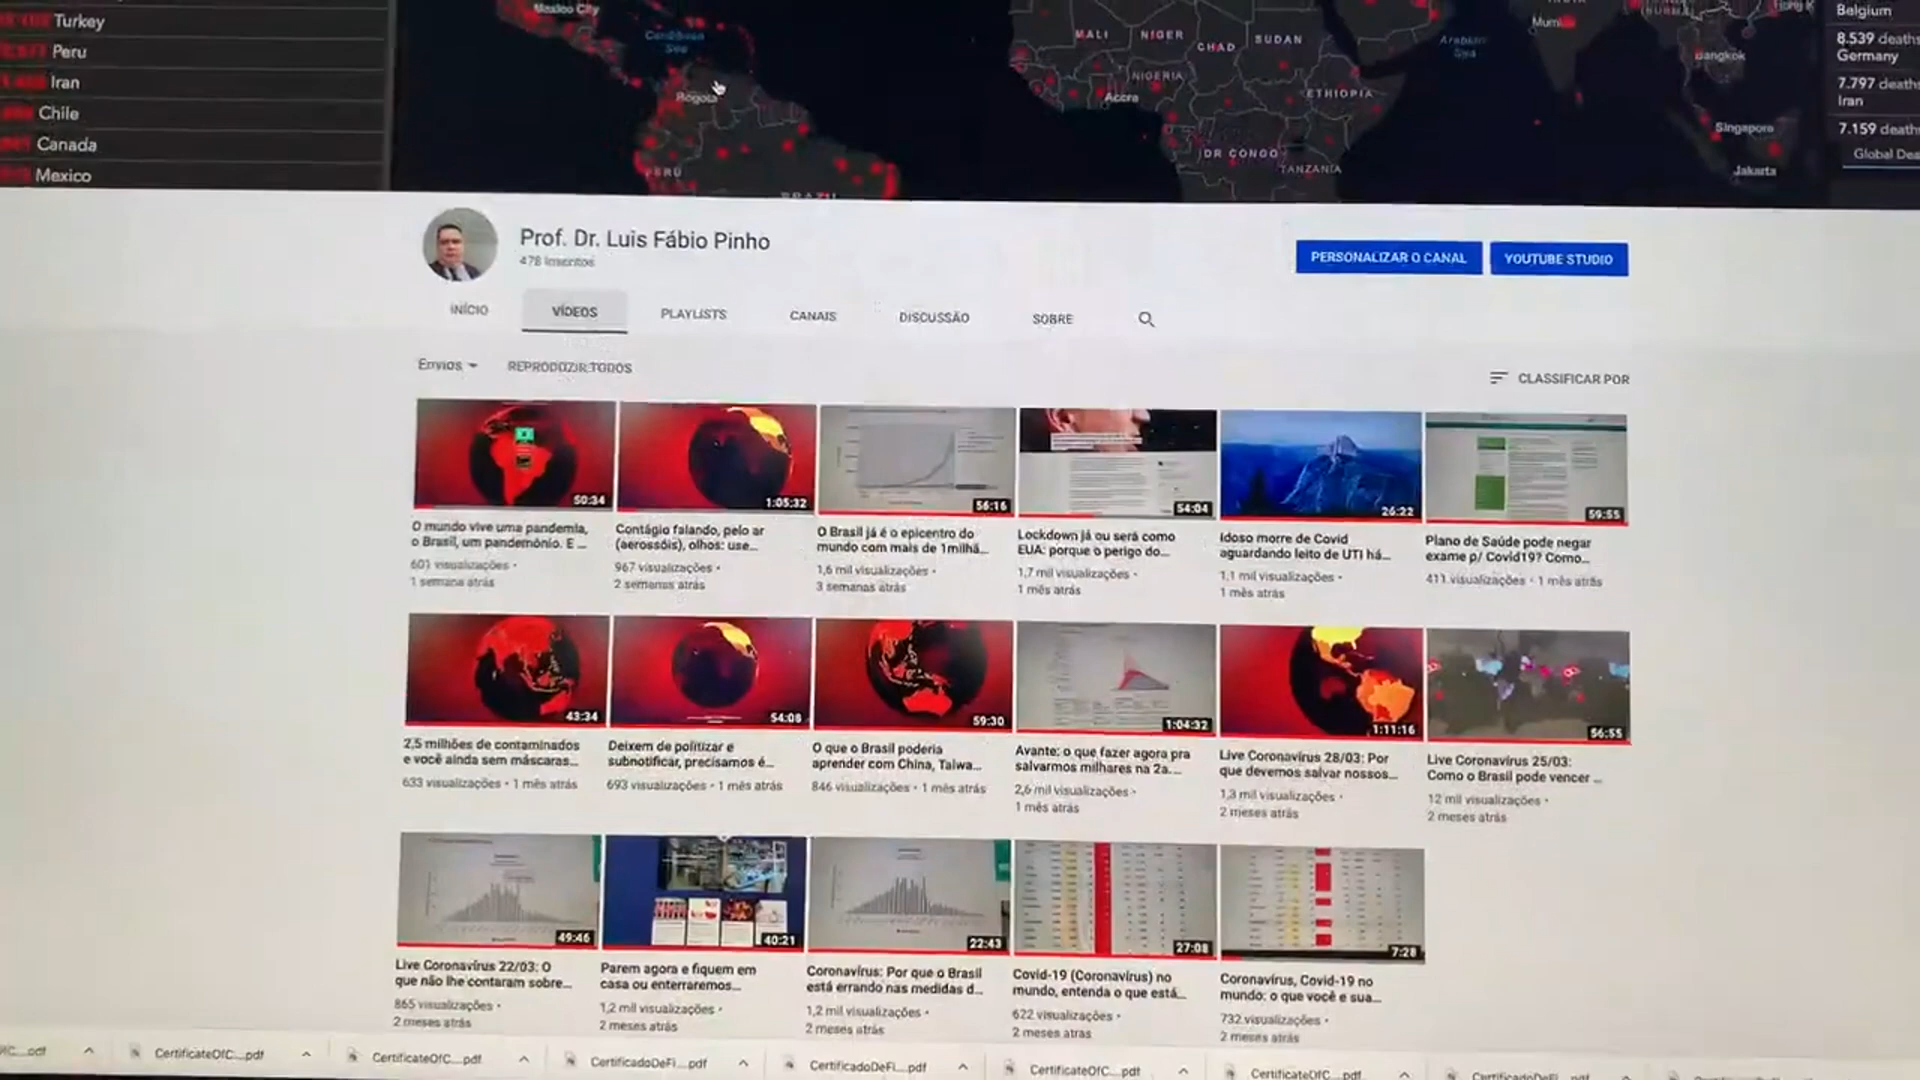 Turkey
Peru
Iran
Chile
Canada
Mexico
Mexico City
Caribbean
Sea
Bogota
PERU
BRAZIL
MALI
NIGER
CHAD
SUDAN
NIGERIA
Accra
ETHIOPIA
DR CONGO
TANZANIA
Arabian
Sea
Bangkok
Singapore
Jakarta
Belgium
8.539 deaths
Germany
7.797 deaths
Iran
7.159 deaths
Global Dea
Prof. Dr. Luis Fábio Pinho
478 inscritos
PERSONALIZAR O CANAL
YOUTUBE STUDIO
INÍCIO
VÍDEOS
PLAYLISTS
CANAIS
DISCUSSÃO
SOBRE
Envios
REPRODUZIR TODOS
CLASSIFICAR POR
50:34
1:05:32
56:16
54:04
26:22
59:55
O mundo vive uma pandemia,
o Brasil, um pandemônio. E ...
601 visualizações •
1 semana atrás
Contágio falando, pelo ar
(aerossóis), olhos: use...
967 visualizações •
2 semanas atrás
O Brasil já é o epicentro do
mundo com mais de 1milhã...
1,6 mil visualizações •
3 semanas atrás
Lockdown já ou será como
EUA: porque o perigo do...
1,7 mil visualizações •
1 mês atrás
Idoso morre de Covid
aguardando leito de UTI há...
1,1 mil visualizações •
1 mês atrás
Plano de Saúde pode negar
exame p/ Covid19? Como...
411 visualizações • 1 mês atrás
43:34
54:08
59:30
1:04:32
1:11:16
56:55
2,5 milhões de contaminados
e você ainda sem máscaras...
633 visualizações • 1 mês atrás
Deixem de politizar e
subnotificar, precisamos é...
693 visualizações • 1 mês atrás
O que o Brasil poderia
aprender com China, Taiwa...
846 visualizações • 1 mês atrás
Avante: o que fazer agora pra
salvarmos milhares na 2a....
2,6 mil visualizações •
1 mês atrás
Live Coronavírus 28/03: Por
que devemos salvar nossos...
1,3 mil visualizações •
2 meses atrás
Live Coronavírus 25/03:
Como o Brasil pode vencer ...
12 mil visualizações •
2 meses atrás
49:46
40:21
22:43
27:08
7:28
Live Coronavírus 22/03: O
que não lhe contaram sobre...
865 visualizações •
2 meses atrás
Parem agora e fiquem em
casa ou enterraremos...
1,2 mil visualizações •
2 meses atrás
Coronavírus: Por que o Brasil
está errando nas medidas d...
1,2 mil visualizações •
2 meses atrás
Covid-19 (Coronavírus) no
mundo, entenda o que está...
622 visualizações •
2 meses atrás
Coronavírus, Covid-19 no
mundo: o que você e sua...
732 visualizações •
2 meses atrás
CertificateOfC....pdf
CertificateOfC....pdf
CertificadoDeFi....pdf
CertificadoDeFi....pdf
CertificateOfC....pdf
CertificateOfC....pdf
CertificadoDeFi....pdf